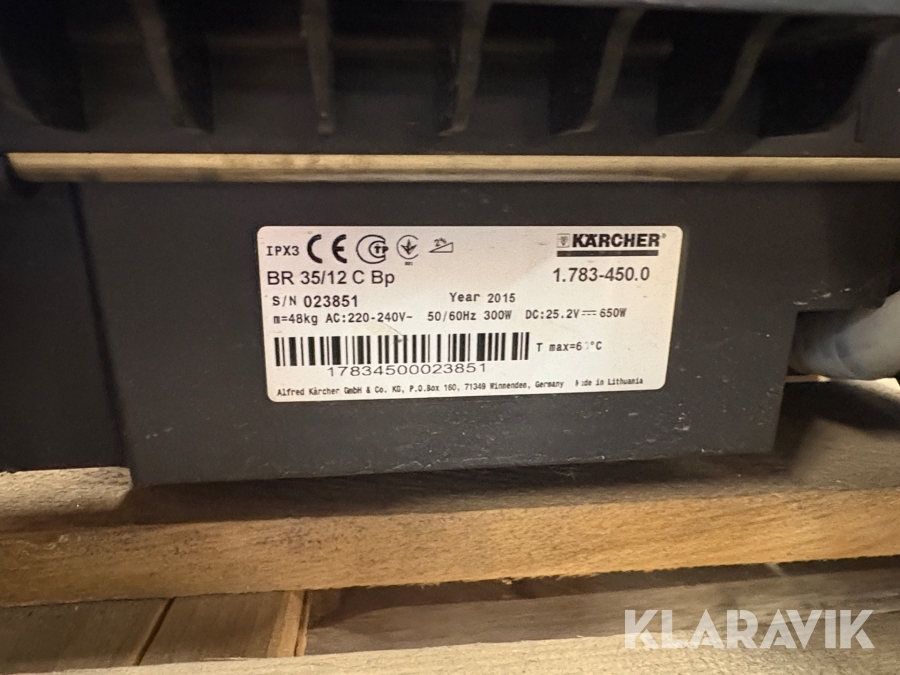 IPX3 CE
KÄRCHER
BR 35/12 C Bp
1.783-450.0
S/N 023851
Year 2015
m=48kg AC:220-240V~ 50/60Hz 300W DC:25.2V⎓ 650W
T
17834500023851
Alfred Kärcher GmbH & Co. KG, P.O.Box 160, 71349 Winnenden, Germany Made in Lithuania
KLARAVIK